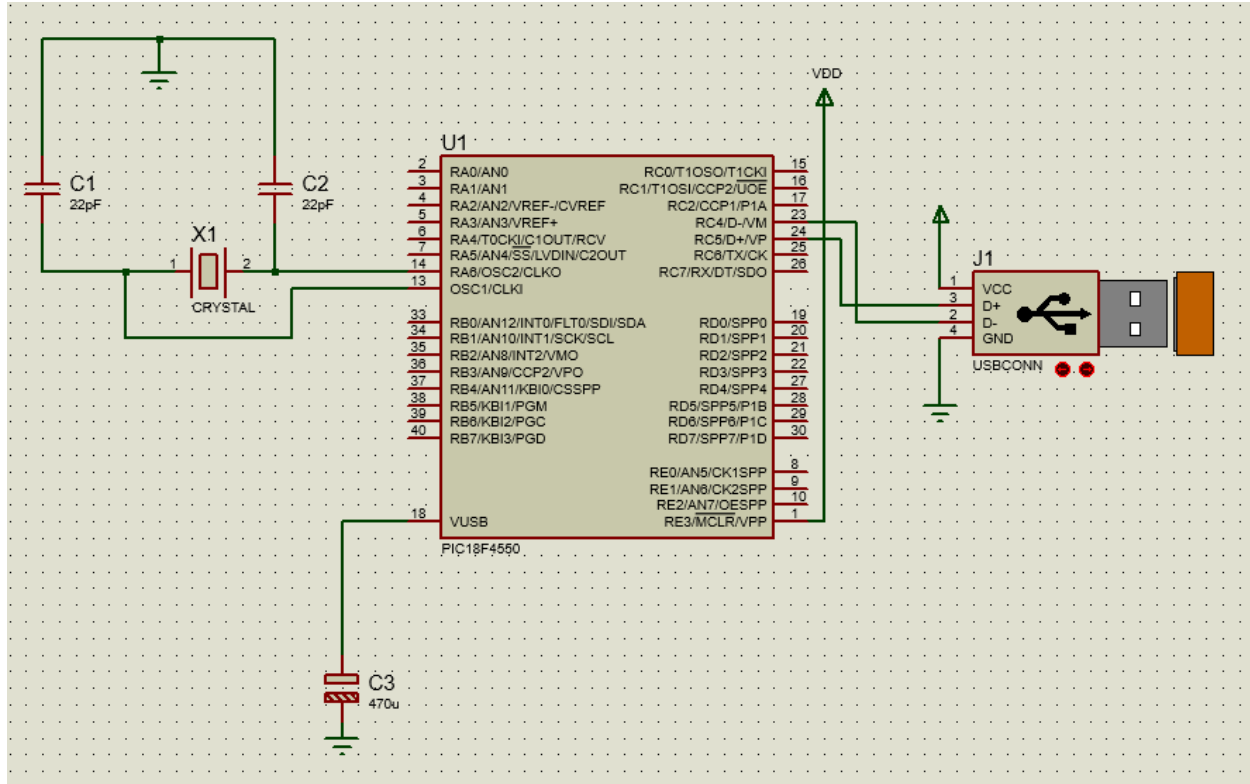 VDD
U1
C1
22pF
C2
22pF
X1
1
2
CRYSTAL
2 RA0/AN0
3 RA1/AN1
4 RA2/AN2/VREF-/CVREF
5 RA3/AN3/VREF+
6 RA4/T0CKI/C1OUT/RCV
7 RA5/AN4/SS/LVDIN/C2OUT
14 RA6/OSC2/CLKO
13 OSC1/CLKI
33 RB0/AN12/INT0/FLT0/SDI/SDA
34 RB1/AN10/INT1/SCK/SCL
35 RB2/AN8/INT2/VMO
36 RB3/AN9/CCP2/VPO
37 RB4/AN11/KBI0/CSSPP
38 RB5/KBI1/PGM
39 RB6/KBI2/PGC
40 RB7/KBI3/PGD
18 VUSB
RC0/T1OSO/T1CKI 15
RC1/T1OSI/CCP2/UOE 16
RC2/CCP1/P1A 17
RC4/D-/VM 23
RC5/D+/VP 24
RC6/TX/CK 25
RC7/RX/DT/SDO 26
RD0/SPP0 19
RD1/SPP1 20
RD2/SPP2 21
RD3/SPP3 22
RD4/SPP4 27
RD5/SPP5/P1B 28
RD6/SPP6/P1C 29
RD7/SPP7/P1D 30
RE0/AN5/CK1SPP 8
RE1/AN6/CK2SPP 9
RE2/AN7/OESPP 10
RE3/MCLR/VPP 1
PIC18F4550
J1
1 VCC
3 D+
2 D-
4 GND
USBCONN
C3
470u